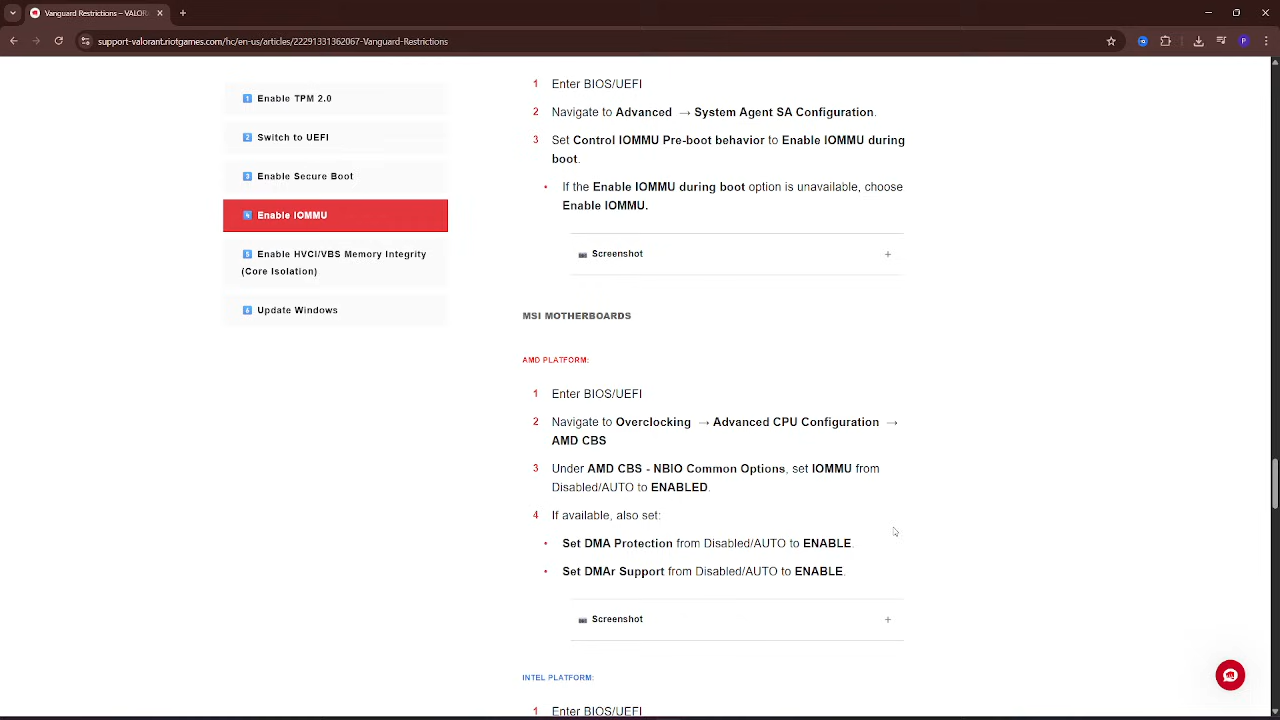 Vanguard Restrictions – VALOR
support-valorant.riotgames.com/hc/en-us/articles/22291331362067-Vanguard-Restrictions
P
1 Enable TPM 2.0
2 Switch to UEFI
3 Enable Secure Boot
4 Enable IOMMU
5 Enable HVCI/VBS Memory Integrity
(Core Isolation)
6 Update Windows
1 Enter BIOS/UEFI
2 Navigate to Advanced → System Agent SA Configuration.
3 Set Control IOMMU Pre-boot behavior to Enable IOMMU during
boot.
• If the Enable IOMMU during boot option is unavailable, choose
Enable IOMMU.
Screenshot +
MSI MOTHERBOARDS
AMD PLATFORM:
1 Enter BIOS/UEFI
2 Navigate to Overclocking → Advanced CPU Configuration →
AMD CBS
3 Under AMD CBS - NBIO Common Options, set IOMMU from
Disabled/AUTO to ENABLED.
4 If available, also set:
• Set DMA Protection from Disabled/AUTO to ENABLE.
• Set DMAr Support from Disabled/AUTO to ENABLE.
Screenshot +
INTEL PLATFORM:
1 Enter BIOS/UEFI